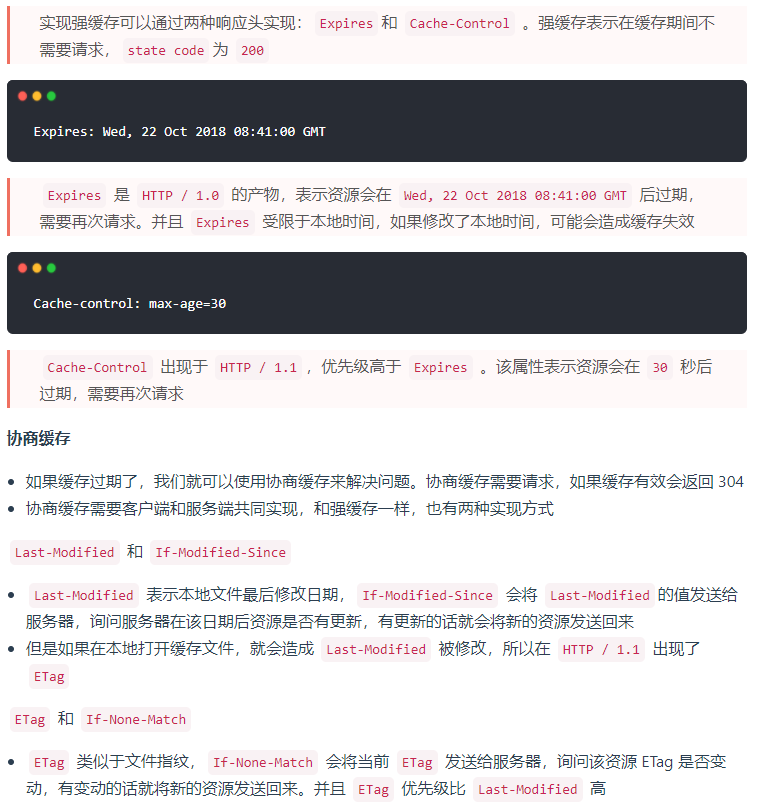 实现强缓存可以通过两种响应头实现： Expires 和 Cache-Control 。强缓存表示在缓存期间不
需要请求， state code 为 200
Expires: Wed, 22 Oct 2018 08:41:00 GMT
Expires 是 HTTP / 1.0 的产物，表示资源会在 Wed, 22 Oct 2018 08:41:00 GMT 后过期，
需要再次请求。并且 Expires 受限于本地时间，如果修改了本地时间，可能会造成缓存失效
Cache-control: max-age=30
Cache-Control 出现于 HTTP / 1.1 ，优先级高于 Expires 。该属性表示资源会在 30 秒后
过期，需要再次请求
协商缓存
• 如果缓存过期了，我们就可以使用协商缓存来解决问题。协商缓存需要请求，如果缓存有效会返回 304
• 协商缓存需要客户端和服务端共同实现，和强缓存一样，也有两种实现方式
Last-Modified 和 If-Modified-Since
• Last-Modified 表示本地文件最后修改日期， If-Modified-Since 会将 Last-Modified 的值发送给
服务器，询问服务器在该日期后资源是否有更新，有更新的话就会将新的资源发送回来
• 但是如果在本地打开缓存文件，就会造成 Last-Modified 被修改，所以在 HTTP / 1.1 出现了
ETag
ETag 和 If-None-Match
• ETag 类似于文件指纹， If-None-Match 会将当前 ETag 发送给服务器，询问该资源 ETag 是否变
动，有变动的话就将新的资源发送回来。并且 ETag 优先级比 Last-Modified 高